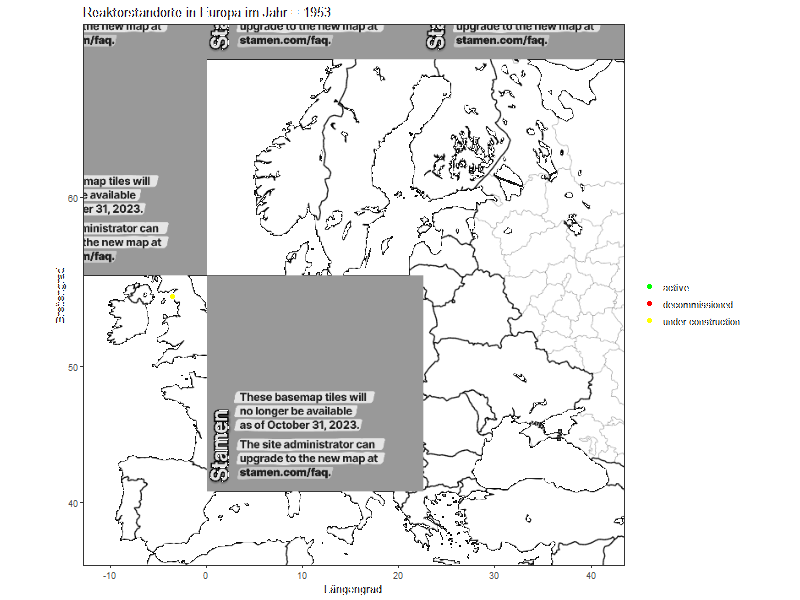 Reaktorstandorte in Europa im Jahr = 1953
the new map at
n/faq.
upgrade to the new map at
stamen.com/faq.
upgrade to the new map at
stamen.com/faq.
map tiles will
e available
er 31, 2023.
ministrator can
the new map at
n/faq.
These basemap tiles will
no longer be available
as of October 31, 2023.
The site administrator can
upgrade to the new map at
stamen.com/faq.
Stamen
60
50
40
-10
0
10
20
30
40
Längengrad
Breitengrad
active
decommissioned
under construction